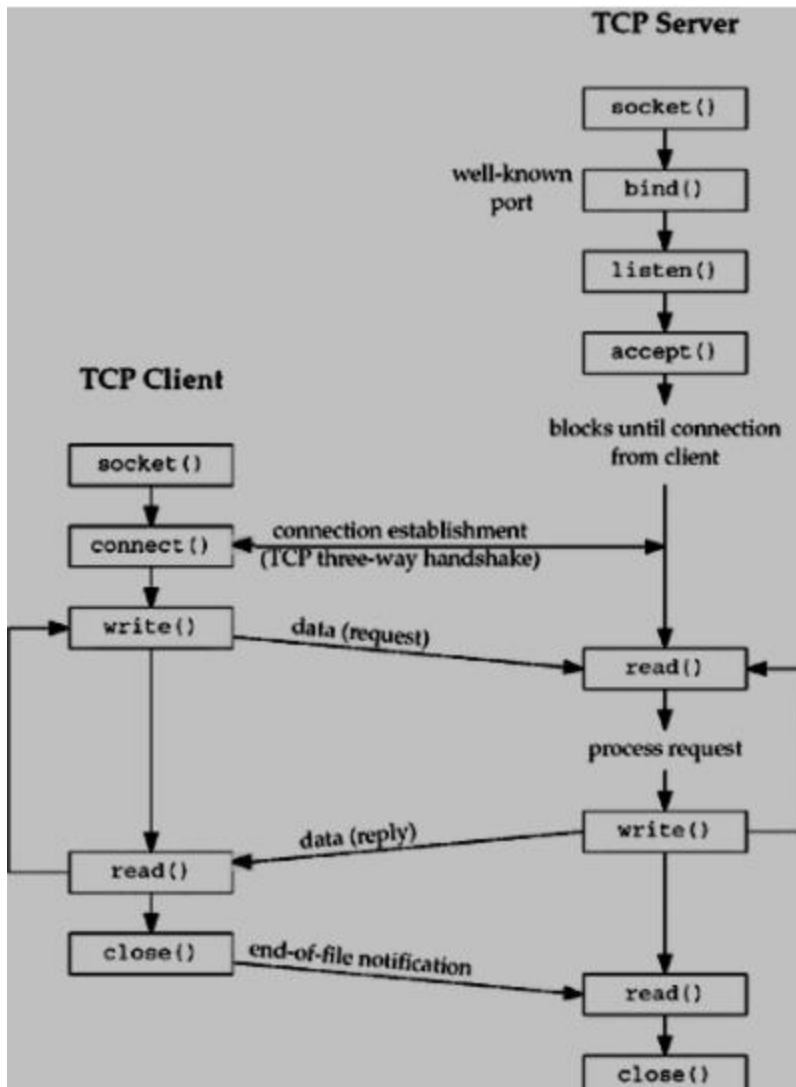 TCP Server
socket()
well-known
port
bind()
listen()
accept()
blocks until connection
from client
TCP Client
socket()
connect()
connection establishment
(TCP three-way handshake)
write()
data (request)
read()
process request
write()
data (reply)
read()
close()
end-of-file notification
read()
close()